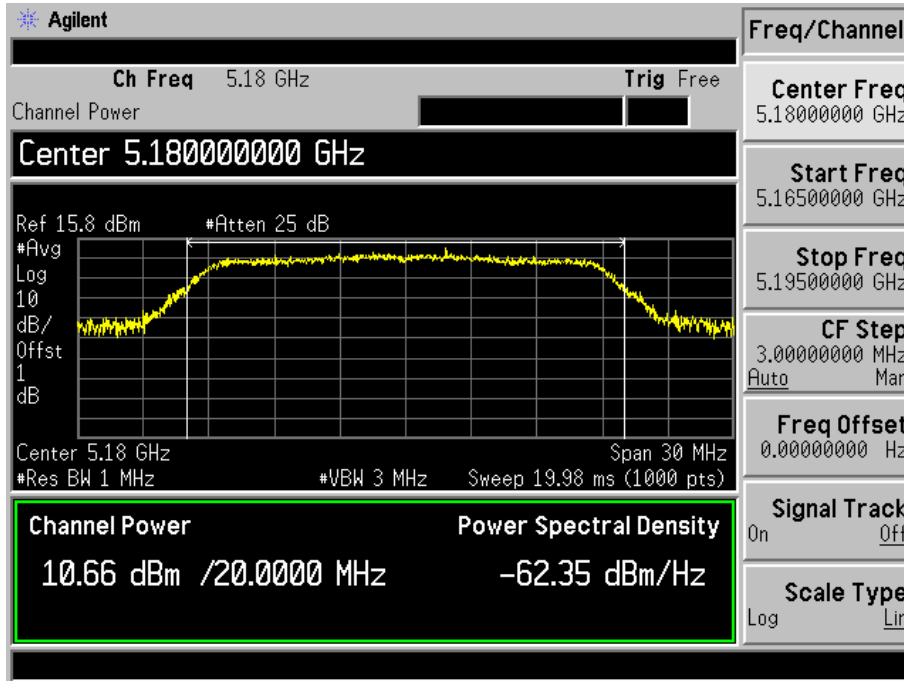 Agilent
Freq/Channel
Ch Freq 5.18 GHz Trig Free
Channel Power
Center 5.180000000 GHz
Ref 15.8 dBm #Atten 25 dB
#Avg
Log
10
dB/
Offst
1
dB
Center 5.18 GHz Span 30 MHz
#Res BW 1 MHz #VBW 3 MHz Sweep 19.98 ms (1000 pts)
Channel Power Power Spectral Density
10.66 dBm /20.0000 MHz -62.35 dBm/Hz
Center Freq
5.18000000 GHz
Start Freq
5.16500000 GHz
Stop Freq
5.19500000 GHz
CF Step
3.00000000 MHz
Auto Man
Freq Offset
0.00000000 Hz
Signal Track
On Off
Scale Type
Log Lin